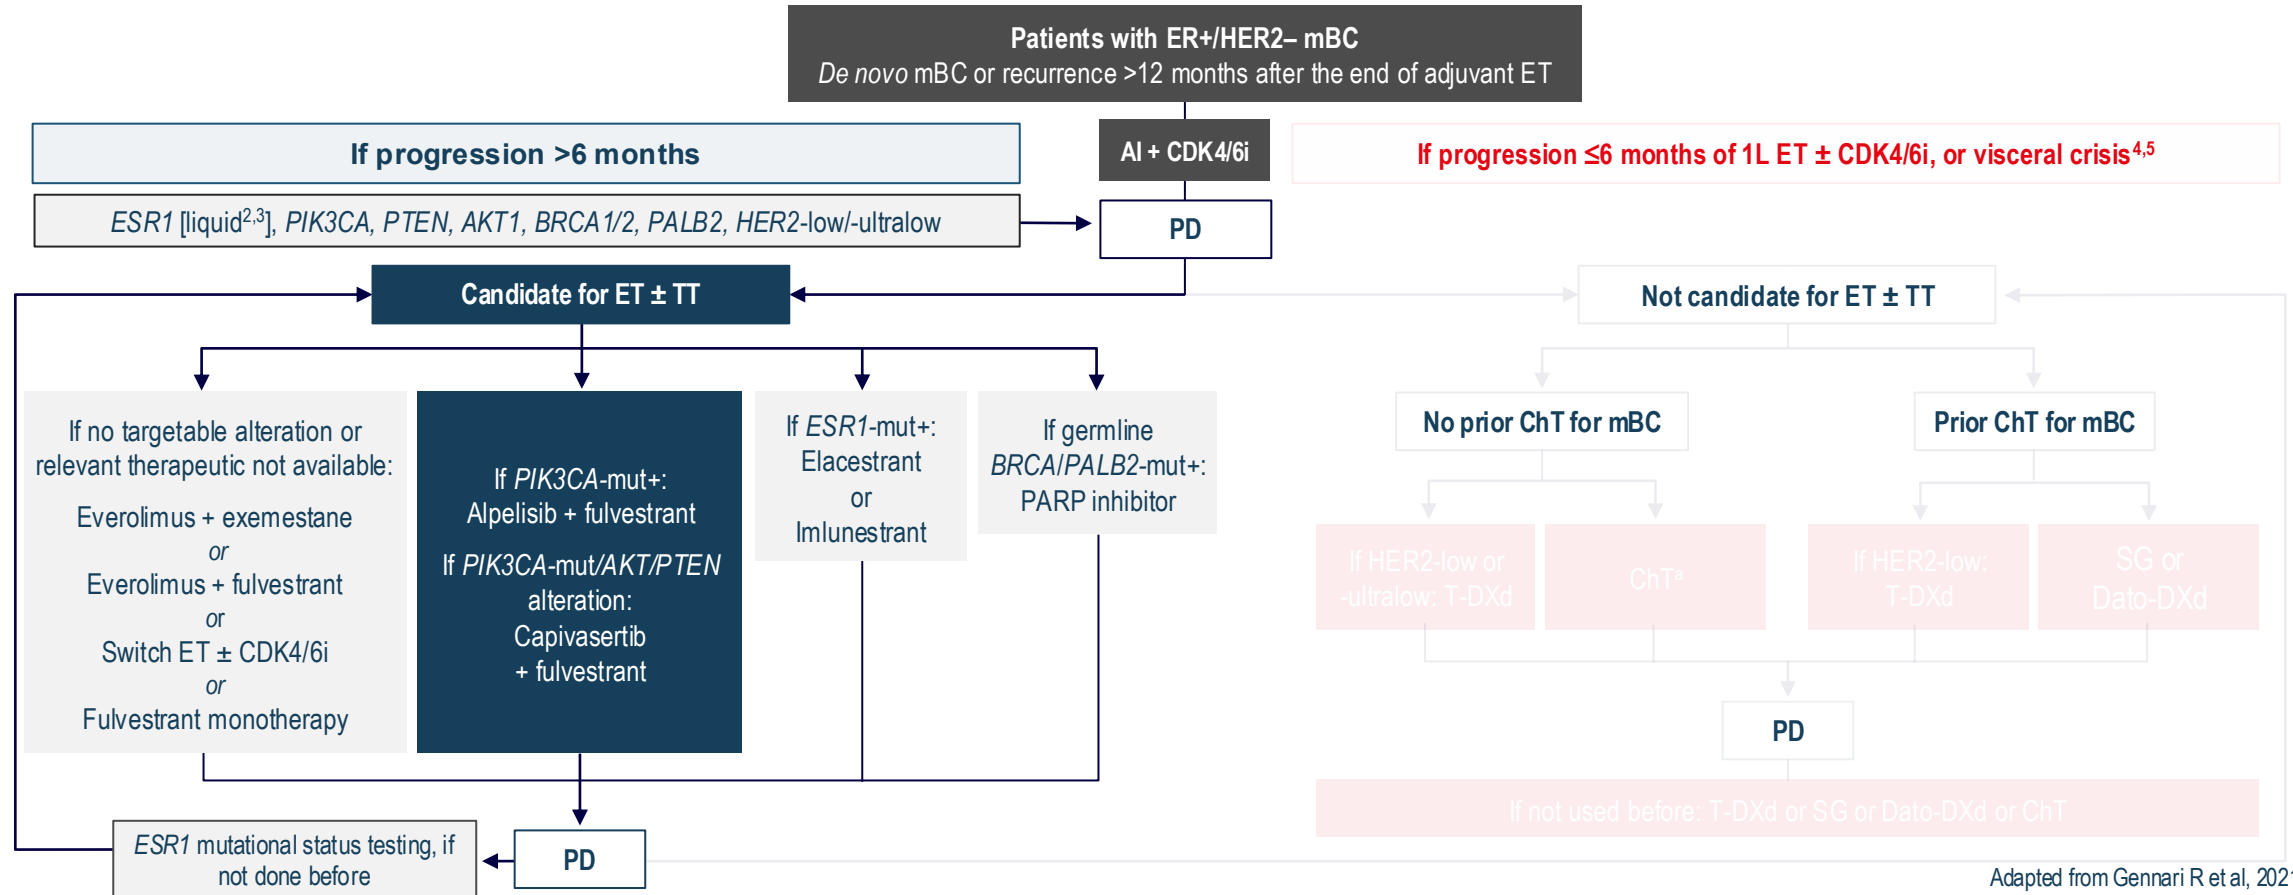 Patients with ER+/HER2– mBC
De novo mBC or recurrence >12 months after the end of adjuvant ET
If progression >6 months
AI + CDK4/6i
If progression ≤6 months of 1L ET ± CDK4/6i, or visceral crisis4,5
ESR1 [liquid2,3], PIK3CA, PTEN, AKT1, BRCA1/2, PALB2, HER2-low/-ultralow
PD
Candidate for ET ± TT
Not candidate for ET ± TT
If no targetable alteration or
relevant therapeutic not available:
Everolimus + exemestane
or
Everolimus + fulvestrant
or
Switch ET ± CDK4/6i
or
Fulvestrant monotherapy
If PIK3CA-mut+:
Alpelisib + fulvestrant
If PIK3CA-mut/AKT/PTEN
alteration:
Capivasertib
+ fulvestrant
If ESR1-mut+:
Elacestrant
or
Imlunestrant
If germline
BRCA/PALB2-mut+:
PARP inhibitor
No prior ChT for mBC
Prior ChT for mBC
If HER2-low or
-ultralow: T-DXd
ChTa
If HER2-low:
T-DXd
SG or
Dato-DXd
PD
If not used before: T-DXd or SG or Dato-DXd or ChT
ESR1 mutational status testing, if
not done before
PD
Adapted from Gennari R et al, 202